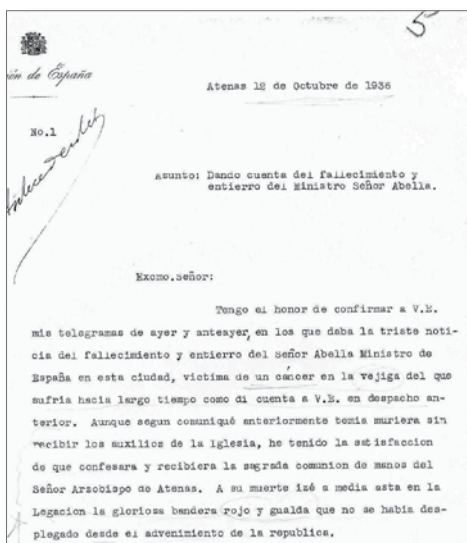 5
ión de España
Atenas 12 de Octubre de 1936
No.1
Antecedentes
Asunto: Dando cuenta del fallecimiento y
entierro del Ministro Señor Abella.
Excmo.Señor:
Tengo el honor de confirmar a V.E.
mis telegramas de ayer y anteayer, en los que daba la triste noti-
cia del fallecimiento y entierro del Señor Abella Ministro de
España en esta ciudad, victima de un cáncer en la vejiga del que
sufria hacia largo tiempo como di cuenta a V.E. en despacho an-
terior. Aunque segun comuniqué anteriormente temia muriera sin
recibir los auxilios de la Iglesia, he tenido la satisfaccion
de que confesara y recibiera la sagrada comunion de manos del
Señor Arzobispo de Atenas. A su muerte izé a media asta en la
Legacion la gloriosa bandera rojo y gualda que no se habia des-
plegado desde el advenimiento de la republica.